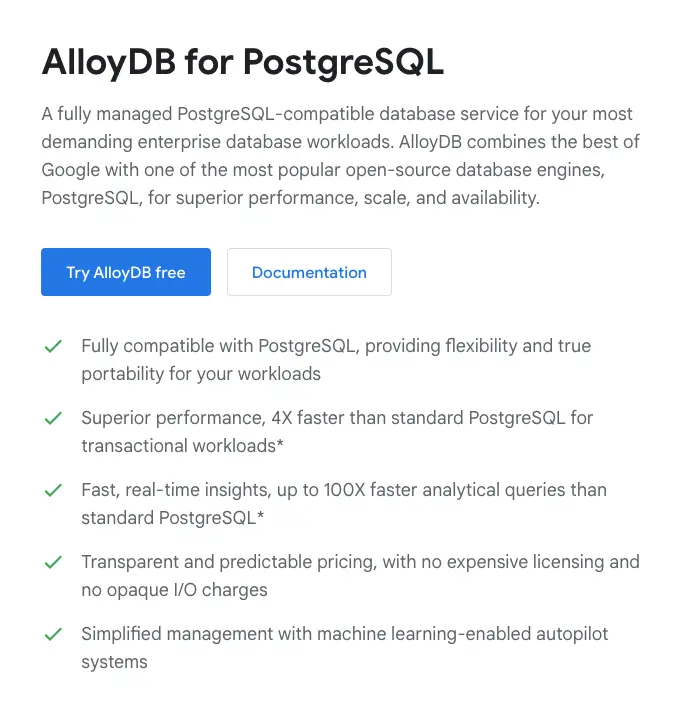 AlloyDB for PostgreSQL
A fully managed PostgreSQL-compatible database service for your most
demanding enterprise database workloads. AlloyDB combines the best of
Google with one of the most popular open-source database engines,
PostgreSQL, for superior performance, scale, and availability.
Try AlloyDB free
Documentation
Fully compatible with PostgreSQL, providing flexibility and true
portability for your workloads
Superior performance, 4X faster than standard PostgreSQL for
transactional workloads*
Fast, real-time insights, up to 100X faster analytical queries than
standard PostgreSQL*
Transparent and predictable pricing, with no expensive licensing and
no opaque I/O charges
Simplified management with machine learning-enabled autopilot
systems